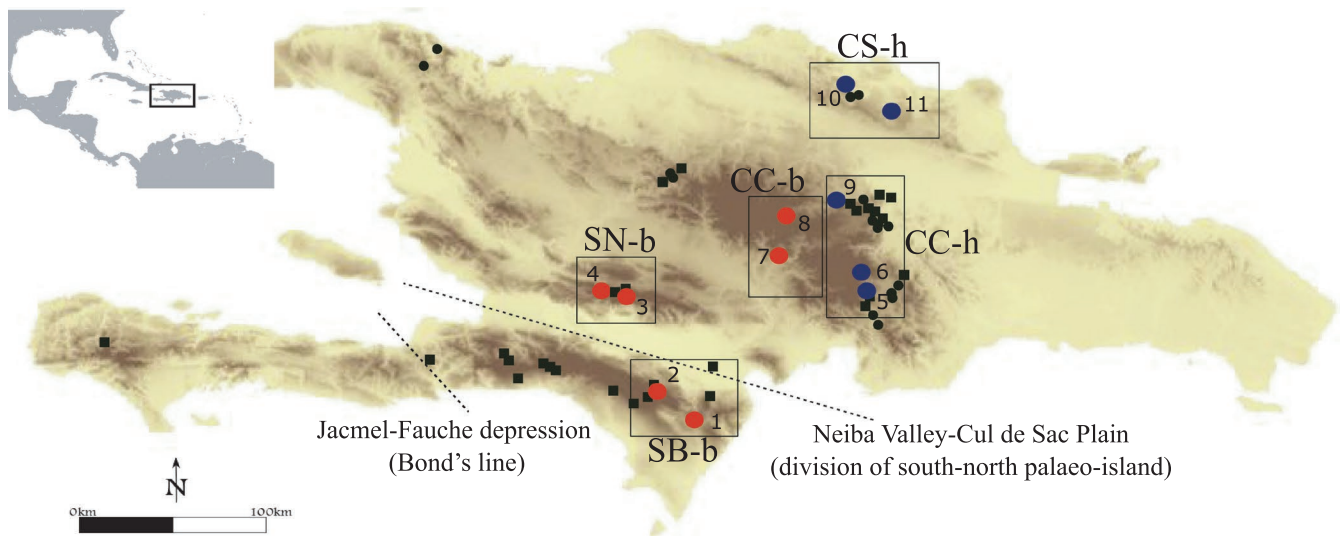 CS-h
10
11
CC-b
9
8
CC-h
SN-b
7
4
6
3
5
2
1
Jacmel-Fauche depression
(Bond's line)
SB-b
Neiba Valley-Cul de Sac Plain
(division of south-north palaeo-island)
N
0km
100km